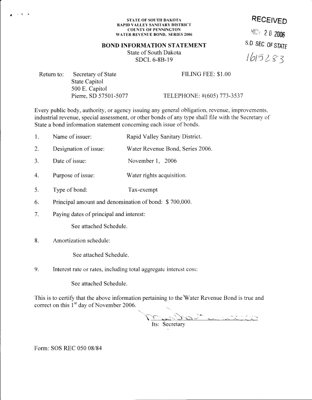 STATE OF SOUTH DAKOTA
RAPID VALLEY SANITARY DISTRICT
COUNTY OF PENNINGTON
WATER REVENUE BOND, SERIES 2006
RECEIVED
20 2006
S.D. SEC OF STATE
1615283
BOND INFORMATION STATEMENT
State of South Dakota
SDCL 6-8B-19
Return to: Secretary of State FILING FEE: $1.00
State Capitol
500 E. Capitol
Pierre, SD 57501-5077 TELEPHONE: #(605) 773-3537
Every public body, authority, or agency issuing any general obligation, revenue, improvements,
industrial revenue, special assessment, or other bonds of any type shall file with the Secretary of
State a bond information statement concerning each issue of bonds.
1. Name of issuer: Rapid Valley Sanitary District.
2. Designation of issue: Water Revenue Bond, Series 2006.
3. Date of issue: November 1, 2006
4. Purpose of issue: Water rights acquisition.
5. Type of bond: Tax-exempt
6. Principal amount and denomination of bond: $ 700,000.
7. Paying dates of principal and interest:
See attached Schedule.
8. Amortization schedule:
See attached Schedule.
9. Interest rate or rates, including total aggregate interest cost:
See attached Schedule.
This is to certify that the above information pertaining to the Water Revenue Bond is true and
correct on this 1st day of November 2006.
Its: Secretary
Form: SOS REC 050 08/84